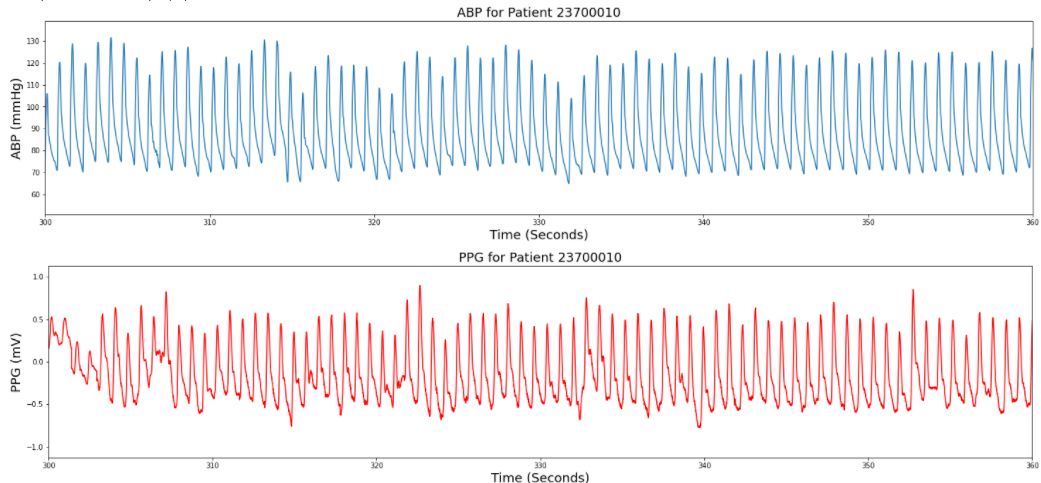 ABP for Patient 23700010
130
120
110
100
90
80
70
60
ABP (mmHg)
300 310 320 330 340 350 360
Time (Seconds)
PPG for Patient 23700010
1.0
0.5
0.0
−0.5
−1.0
PPG (mV)
300 310 320 330 340 350 360
Time (Seconds)